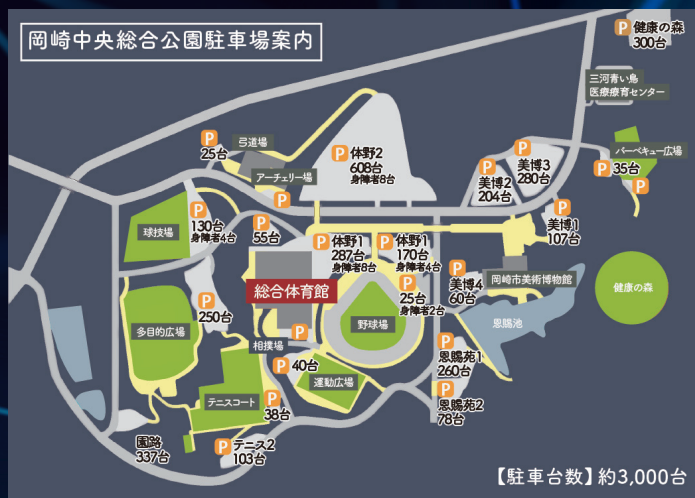 岡崎中央総合公園駐車場案内
P 健康の森
300台
三河青い鳥
医療療育センター
バーベキュー広場
P 35台
P
弓道場
P
25台
アーチェリー場
P
P 体野2
608台
身障者8台
P
美博2
204台
P 美博3
280台
P
美博1
107台
球技場
P
130台
身障者4台
P
55台
P 体野1
287台
身障者8台
P 体野1
170台
身障者4台
総合体育館
P
25台
身障者2台
P
美博4
60台
岡崎市美術博物館
健康の森
恩賜池
P
250台
多目的広場
P
相撲場
野球場
P
恩賜苑1
260台
P 40台
運動広場
P
恩賜苑2
78台
テニスコート
P
38台
園路
337台
P テニス2
103台
【駐車台数】約3,000台